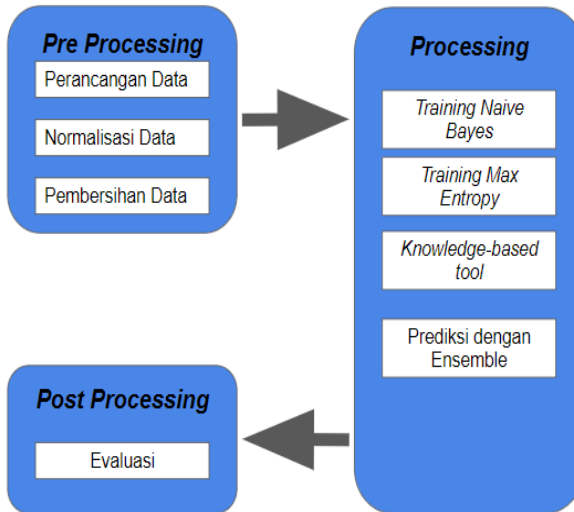 Pre Processing
Perancangan Data
Normalisasi Data
Pembersihan Data
Processing
Training Naive
Bayes
Training Max
Entropy
Knowledge-based
tool
Prediksi dengan
Ensemble
Post Processing
Evaluasi